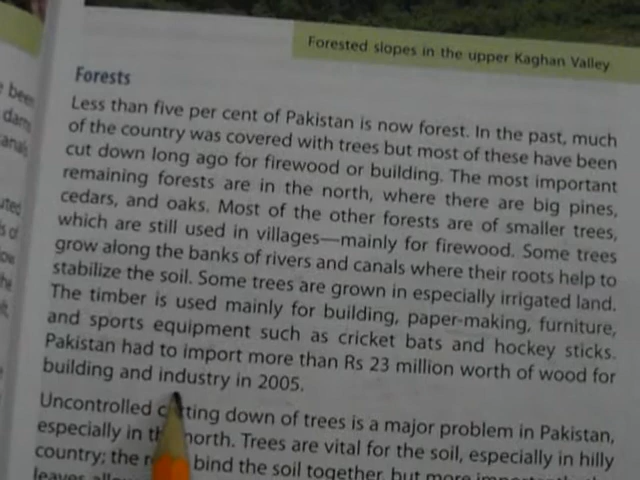 Forested slopes in the upper Kaghan Valley
Forests
Less than five per cent of Pakistan is now forest. In the past, much
of the country was covered with trees but most of these have been
cut down long ago for firewood or building. The most important
remaining forests are in the north, where there are big pines,
cedars, and oaks. Most of the other forests are of smaller trees,
which are still used in villages—mainly for firewood. Some trees
grow along the banks of rivers and canals where their roots help to
stabilize the soil. Some trees are grown in especially irrigated land.
The timber is used mainly for building, paper-making, furniture,
and sports equipment such as cricket bats and hockey sticks.
Pakistan had to import more than Rs 23 million worth of wood for
building and industry in 2005.
Uncontrolled down of trees is a major problem in Pakistan,
especially in north. Trees are vital for the soil, especially in hilly
country; the bind the soil together, but more